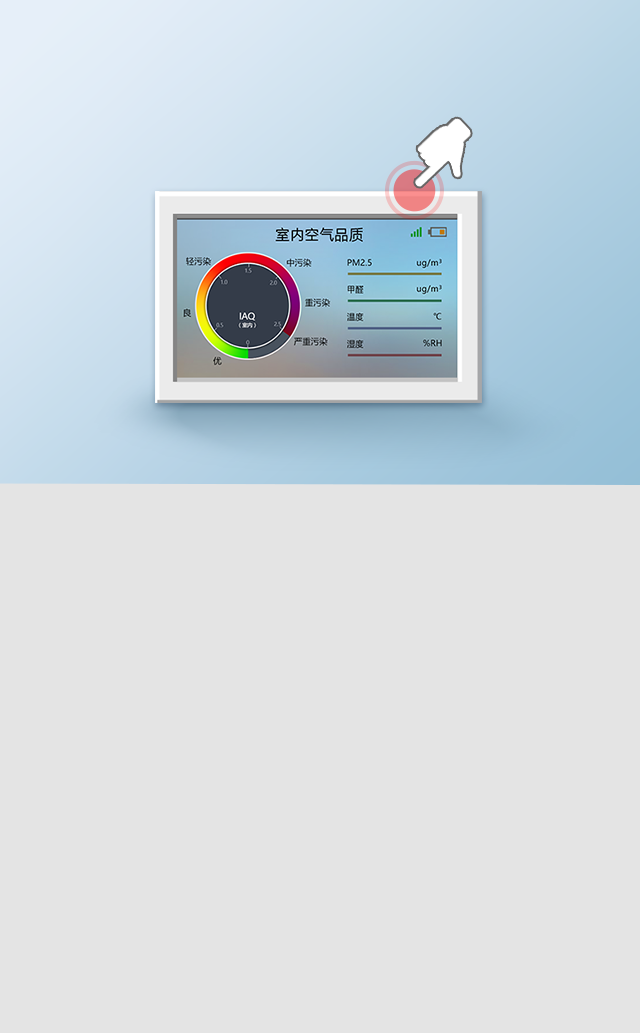 室内空气品质
轻污染
中污染
良
重污染
优
严重污染
0
0.5
1.0
1.5
2.0
2.5
IAQ
（室内）
PM2.5 ug/m³
甲醛 ug/m³
温度 ℃
湿度 %RH